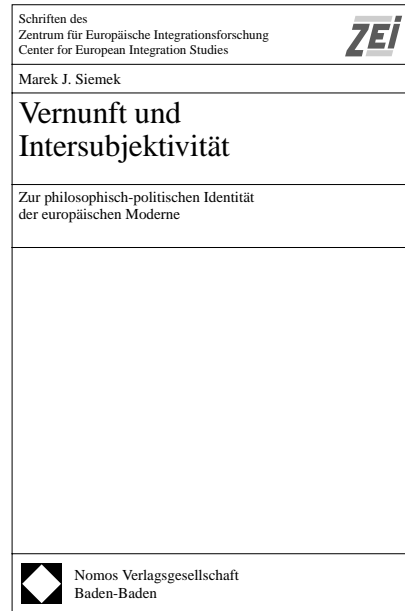 Schriften des
Zentrum für Europäische Integrationsforschung
Center for European Integration Studies
ZEI
Marek J. Siemek
Vernunft und
Intersubjektivität
Zur philosophisch-politischen Identität
der europäischen Moderne
Nomos Verlagsgesellschaft
Baden-Baden